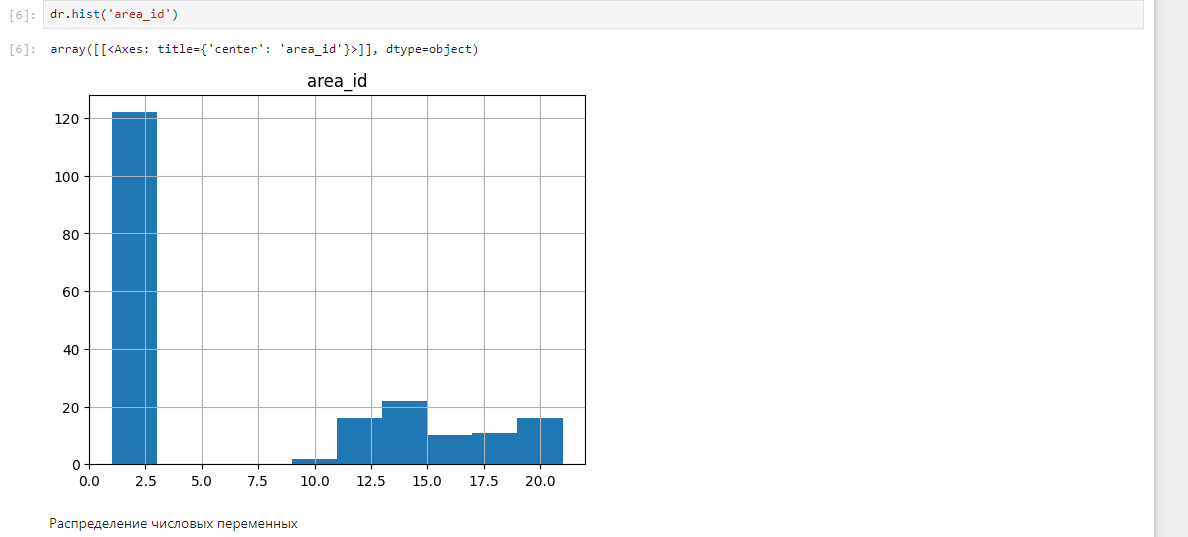 [6]: dr.hist('area_id')
[6]: array([[<Axes: title={'center': 'area_id'}>]], dtype=object)
area_id
120
100
80
60
40
20
0
0.0 2.5 5.0 7.5 10.0 12.5 15.0 17.5 20.0
Распределение числовых переменных